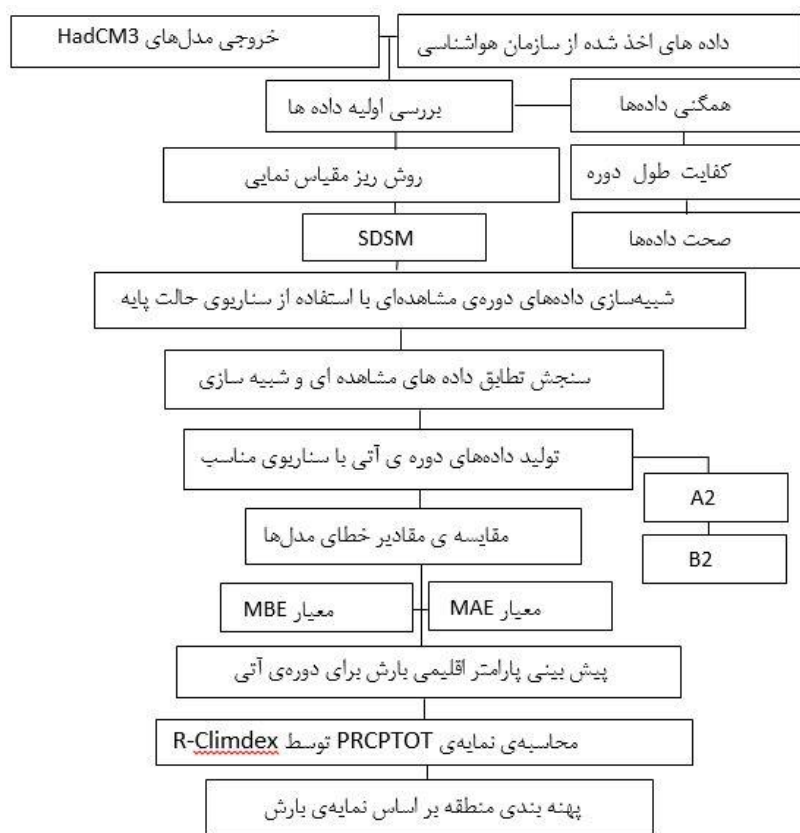 داده های اخذ شده از سازمان هواشناسی
خروجی مدل‌های HadCM3
بررسی اولیه داده ها
همگنی داده‌ها
کفایت طول دوره
صحت داده‌ها
روش ریز مقیاس نمایی
SDSM
شبیه‌سازی داده‌های دوره‌ی مشاهده‌ای با استفاده از سناریوی حالت پایه
سنجش تطابق داده های مشاهده ای و شبیه سازی
تولید داده‌های دوره ی آتی با سناریوی مناسب
A2
B2
مقایسه ی مقادیر خطای مدل‌ها
معیار MAE
معیار MBE
پیش بینی پارامتر اقلیمی بارش برای دوره‌ی آتی
محاسبه‌ی نمایه‌ی PRCPTOT توسط R-Climdex
پهنه بندی منطقه بر اساس نمایه‌ی بارش